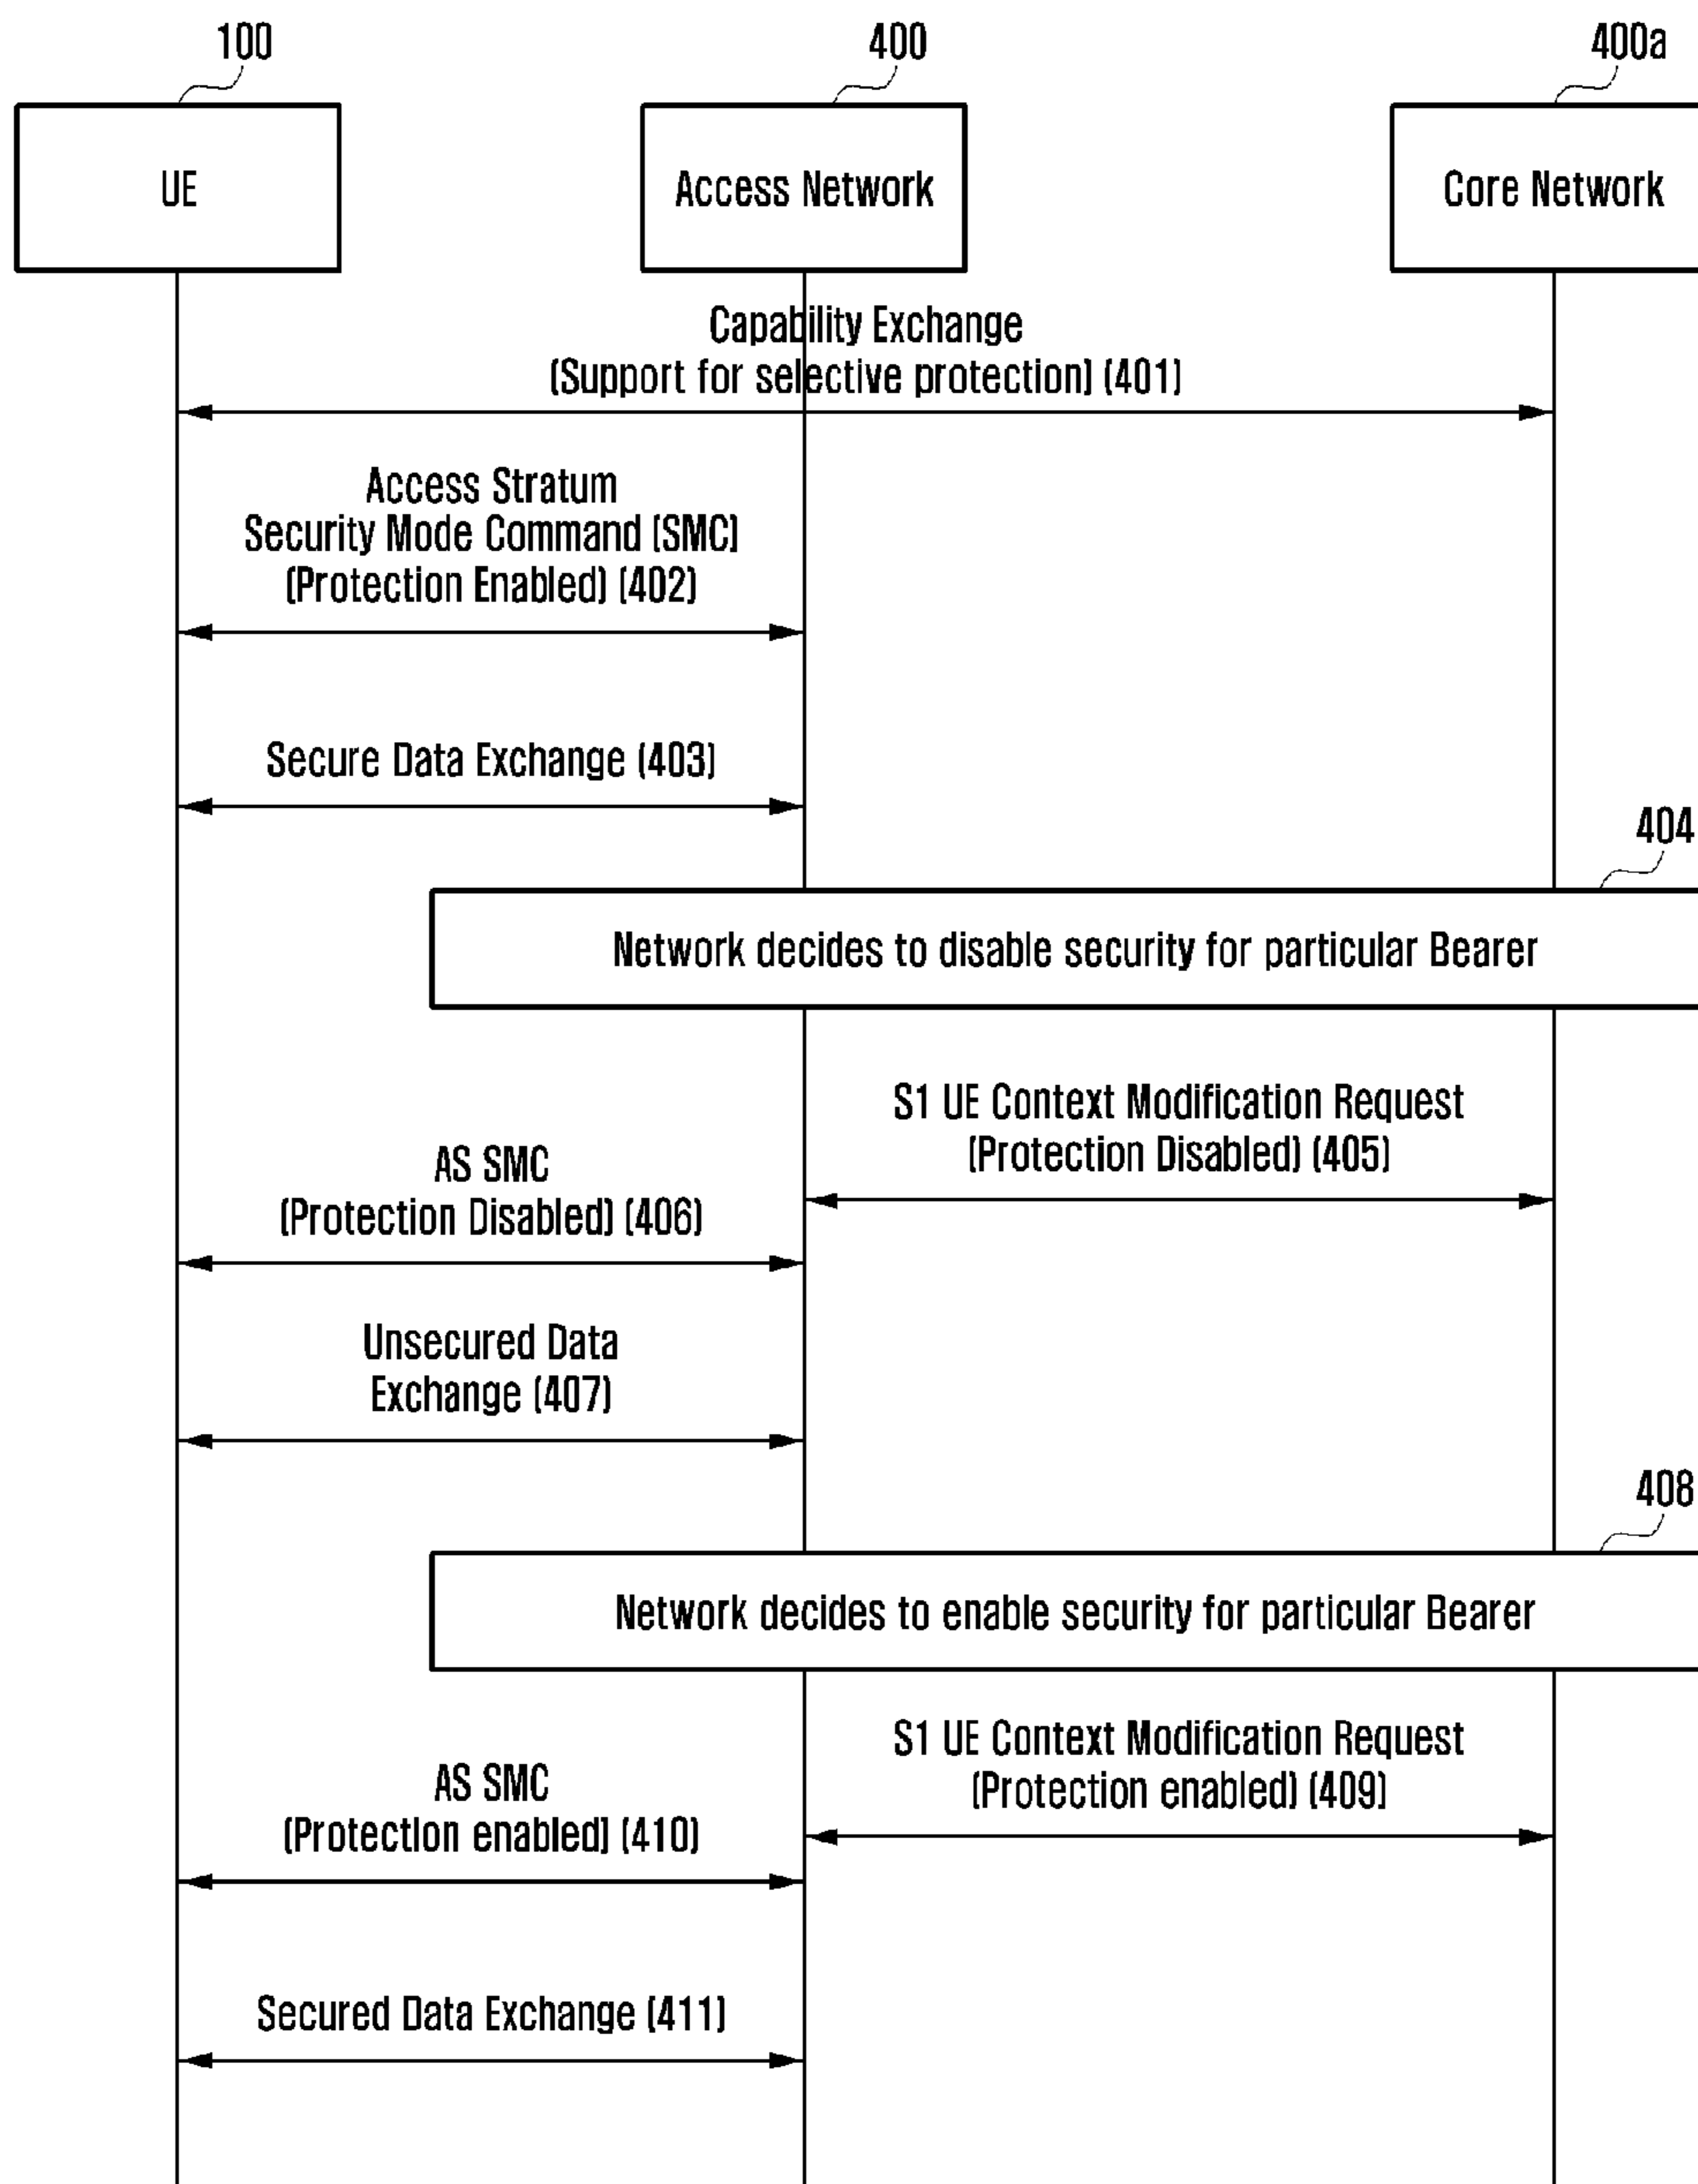 100
400
400a
UE
Access Network
Core Network
Capability Exchange
(Support for selective protection) (401)
Access Stratum
Security Mode Command (SMC)
(Protection Enabled) (402)
Secure Data Exchange (403)
404
Network decides to disable security for particular Bearer
S1 UE Context Modification Request
(Protection Disabled) (405)
AS SMC
(Protection Disabled) (406)
Unsecured Data
Exchange (407)
408
Network decides to enable security for particular Bearer
S1 UE Context Modification Request
(Protection enabled) (409)
AS SMC
(Protection enabled) (410)
Secured Data Exchange (411)